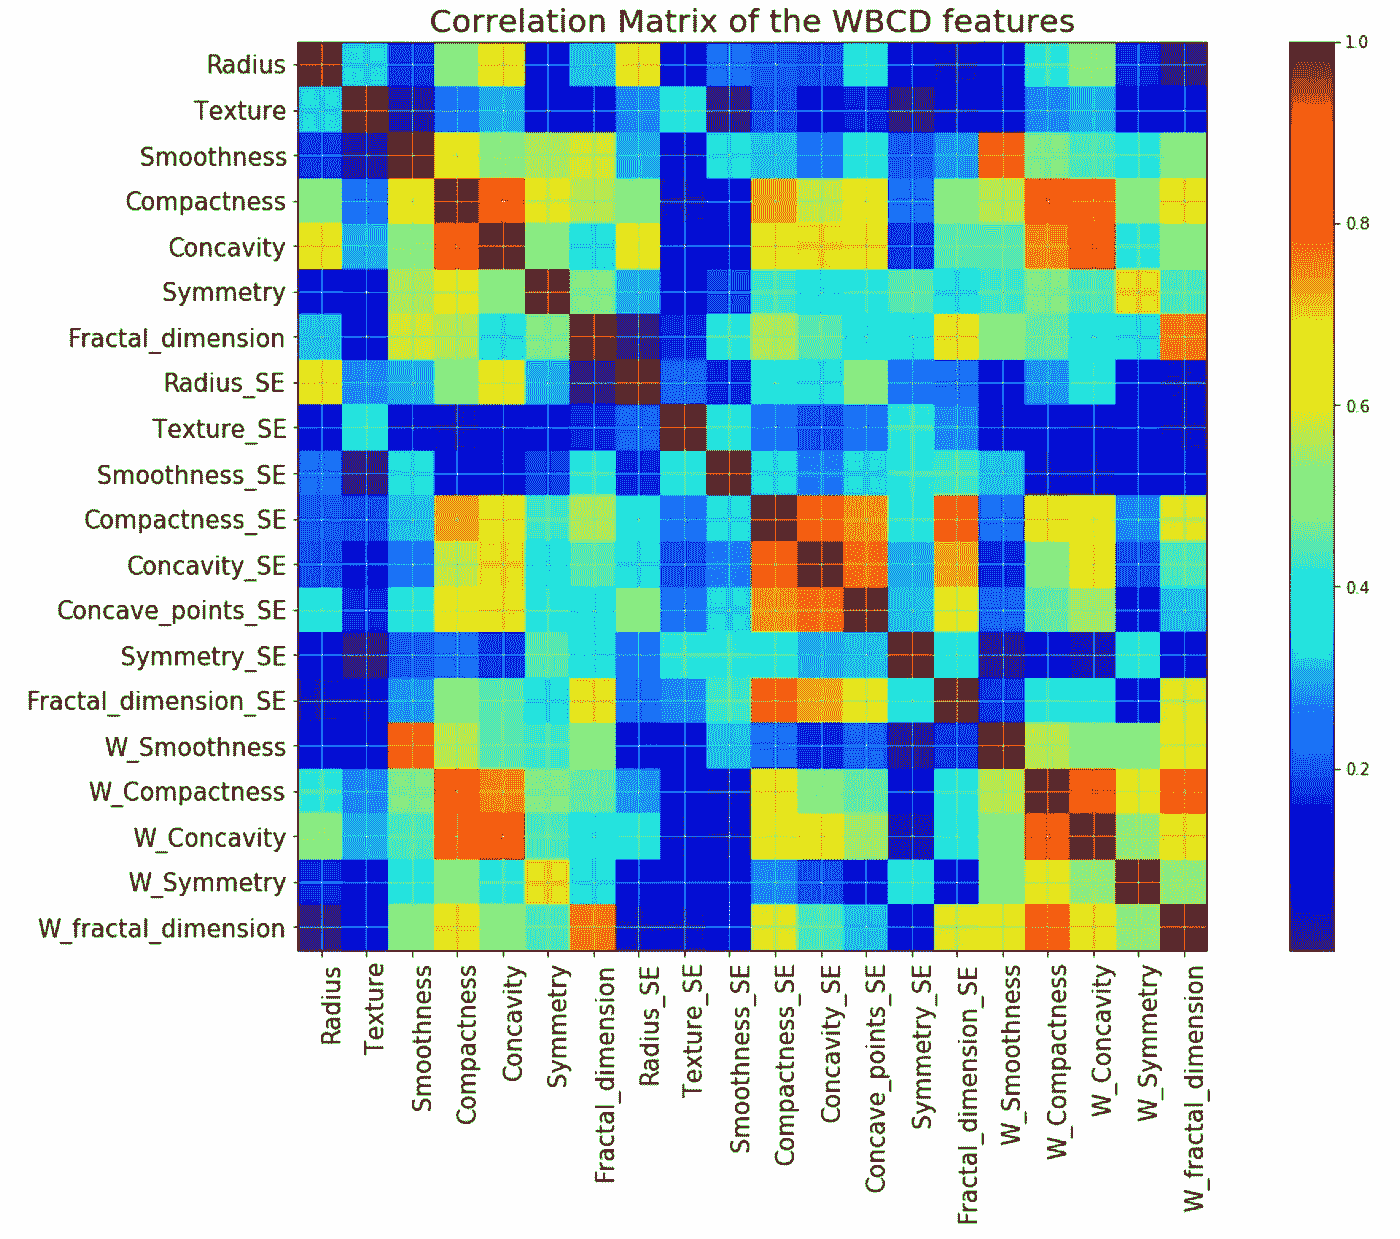 Correlation Matrix of the WBCD features
Radius
Texture
Smoothness
Compactness
Concavity
Symmetry
Fractal_dimension
Radius_SE
Texture_SE
Smoothness_SE
Compactness_SE
Concavity_SE
Concave_points_SE
Symmetry_SE
Fractal_dimension_SE
W_Smoothness
W_Compactness
W_Concavity
W_Symmetry
W_fractal_dimension
Radius
Texture
Smoothness
Compactness
Concavity
Symmetry
Fractal_dimension
Radius_SE
Texture_SE
Smoothness_SE
Compactness_SE
Concavity_SE
Concave_points_SE
Symmetry_SE
Fractal_dimension_SE
W_Smoothness
W_Compactness
W_Concavity
W_Symmetry
W_fractal_dimension
1.0
0.8
0.6
0.4
0.2